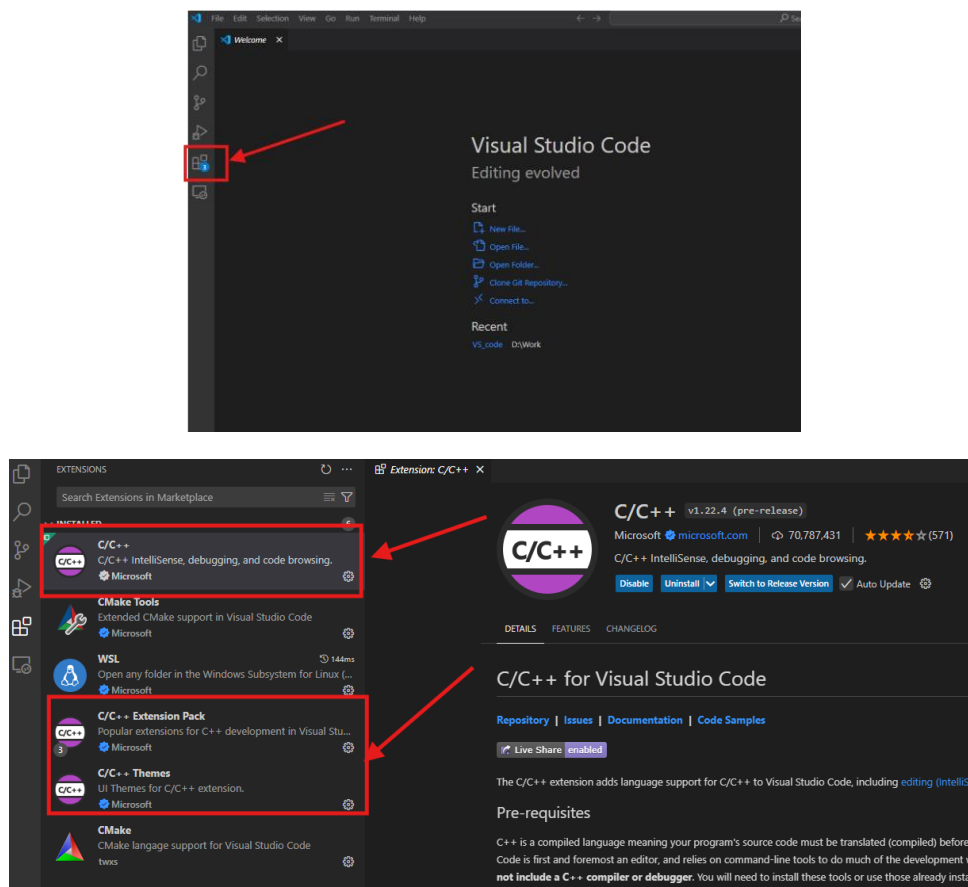 File Edit Selection View Go Run Terminal Help
Welcome
3
Visual Studio Code
Editing evolved
Start
New File...
Open File...
Open Folder...
Clone Git Repository...
Connect to...
Recent
VS_code D:\Work
EXTENSIONS
Extension: C/C++
Search Extensions in Marketplace
INSTALLED
C/C++
C/C++ IntelliSense, debugging, and code browsing.
Microsoft
CMake Tools
Extended CMake support in Visual Studio Code
Microsoft
WSL 144ms
Open any folder in the Windows Subsystem for Linux (...
Microsoft
C/C++ Extension Pack
Popular extensions for C++ development in Visual Stu...
Microsoft
C/C++
3
C/C++ Themes
UI Themes for C/C++ extension.
Microsoft
C/C++
CMake
CMake langage support for Visual Studio Code
twxs
C/C++
C/C++ v1.22.4 (pre-release)
Microsoft microsoft.com 70,787,431 (571)
C/C++ IntelliSense, debugging, and code browsing.
Disable Uninstall Switch to Release Version Auto Update
DETAILS FEATURES CHANGELOG
C/C++ for Visual Studio Code
Repository | Issues | Documentation | Code Samples
Live Share enabled
The C/C++ extension adds language support for C/C++ to Visual Studio Code, including editing (IntelliS
Pre-requisites
C++ is a compiled language meaning your program's source code must be translated (compiled) before
Code is first and foremost an editor, and relies on command-line tools to do much of the development
not include a C++ compiler or debugger. You will need to install these tools or use those already insta